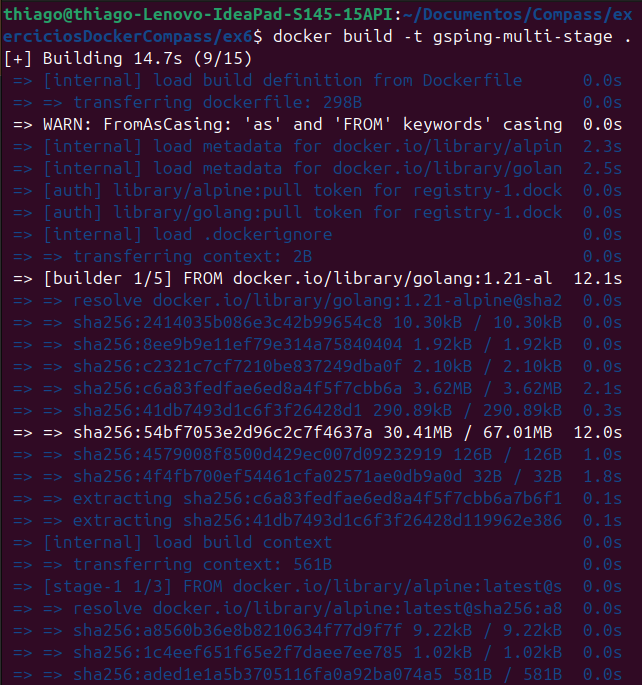 thiago@thiago-Lenovo-IdeaPad-S145-15API:~/Documentos/Compass/ex
erciciosDockerCompass/ex6$ docker build -t gsping-multi-stage .
[+] Building 14.7s (9/15)
=> [internal] load build definition from Dockerfile 0.0s
=> => transferring dockerfile: 298B 0.0s
=> WARN: FromAsCasing: 'as' and 'FROM' keywords' casing 0.0s
=> [internal] load metadata for docker.io/library/alpin 2.3s
=> [internal] load metadata for docker.io/library/golan 2.5s
=> [auth] library/alpine:pull token for registry-1.dock 0.0s
=> [auth] library/golang:pull token for registry-1.dock 0.0s
=> [internal] load .dockerignore 0.0s
=> => transferring context: 2B 0.0s
=> [builder 1/5] FROM docker.io/library/golang:1.21-al 12.1s
=> => resolve docker.io/library/golang:1.21-alpine@sha2 0.0s
=> => sha256:2414035b086e3c42b99654c8 10.30kB / 10.30kB 0.0s
=> => sha256:8ee9b9e11ef79e314a75840404 1.92kB / 1.92kB 0.0s
=> => sha256:c2321c7cf7210be837249dba0f 2.10kB / 2.10kB 0.0s
=> => sha256:c6a83fedfae6ed8a4f5f7cbb6a 3.62MB / 3.62MB 2.1s
=> => sha256:41db7493d1c6f3f26428d1 290.89kB / 290.89kB 0.3s
=> => sha256:54bf7053e2d96c2c7f4637a 30.41MB / 67.01MB 12.0s
=> => sha256:4579008f8500d429ec007d09232919 126B / 126B 1.0s
=> => sha256:4f4fb700ef54461cfa02571ae0db9a0d 32B / 32B 1.8s
=> => extracting sha256:c6a83fedfae6ed8a4f5f7cbb6a7b6f1 0.1s
=> => extracting sha256:41db7493d1c6f3f26428d119962e386 0.1s
=> [internal] load build context 0.0s
=> => transferring context: 561B 0.0s
=> [stage-1 1/3] FROM docker.io/library/alpine:latest@s 0.0s
=> => resolve docker.io/library/alpine:latest@sha256:a8 0.0s
=> => sha256:a8560b36e8b8210634f77d9f7f 9.22kB / 9.22kB 0.0s
=> => sha256:1c4eef651f65e2f7daee7ee785 1.02kB / 1.02kB 0.0s
=> => sha256:aded1e1a5b3705116fa0a92ba074a5 581B / 581B 0.0s